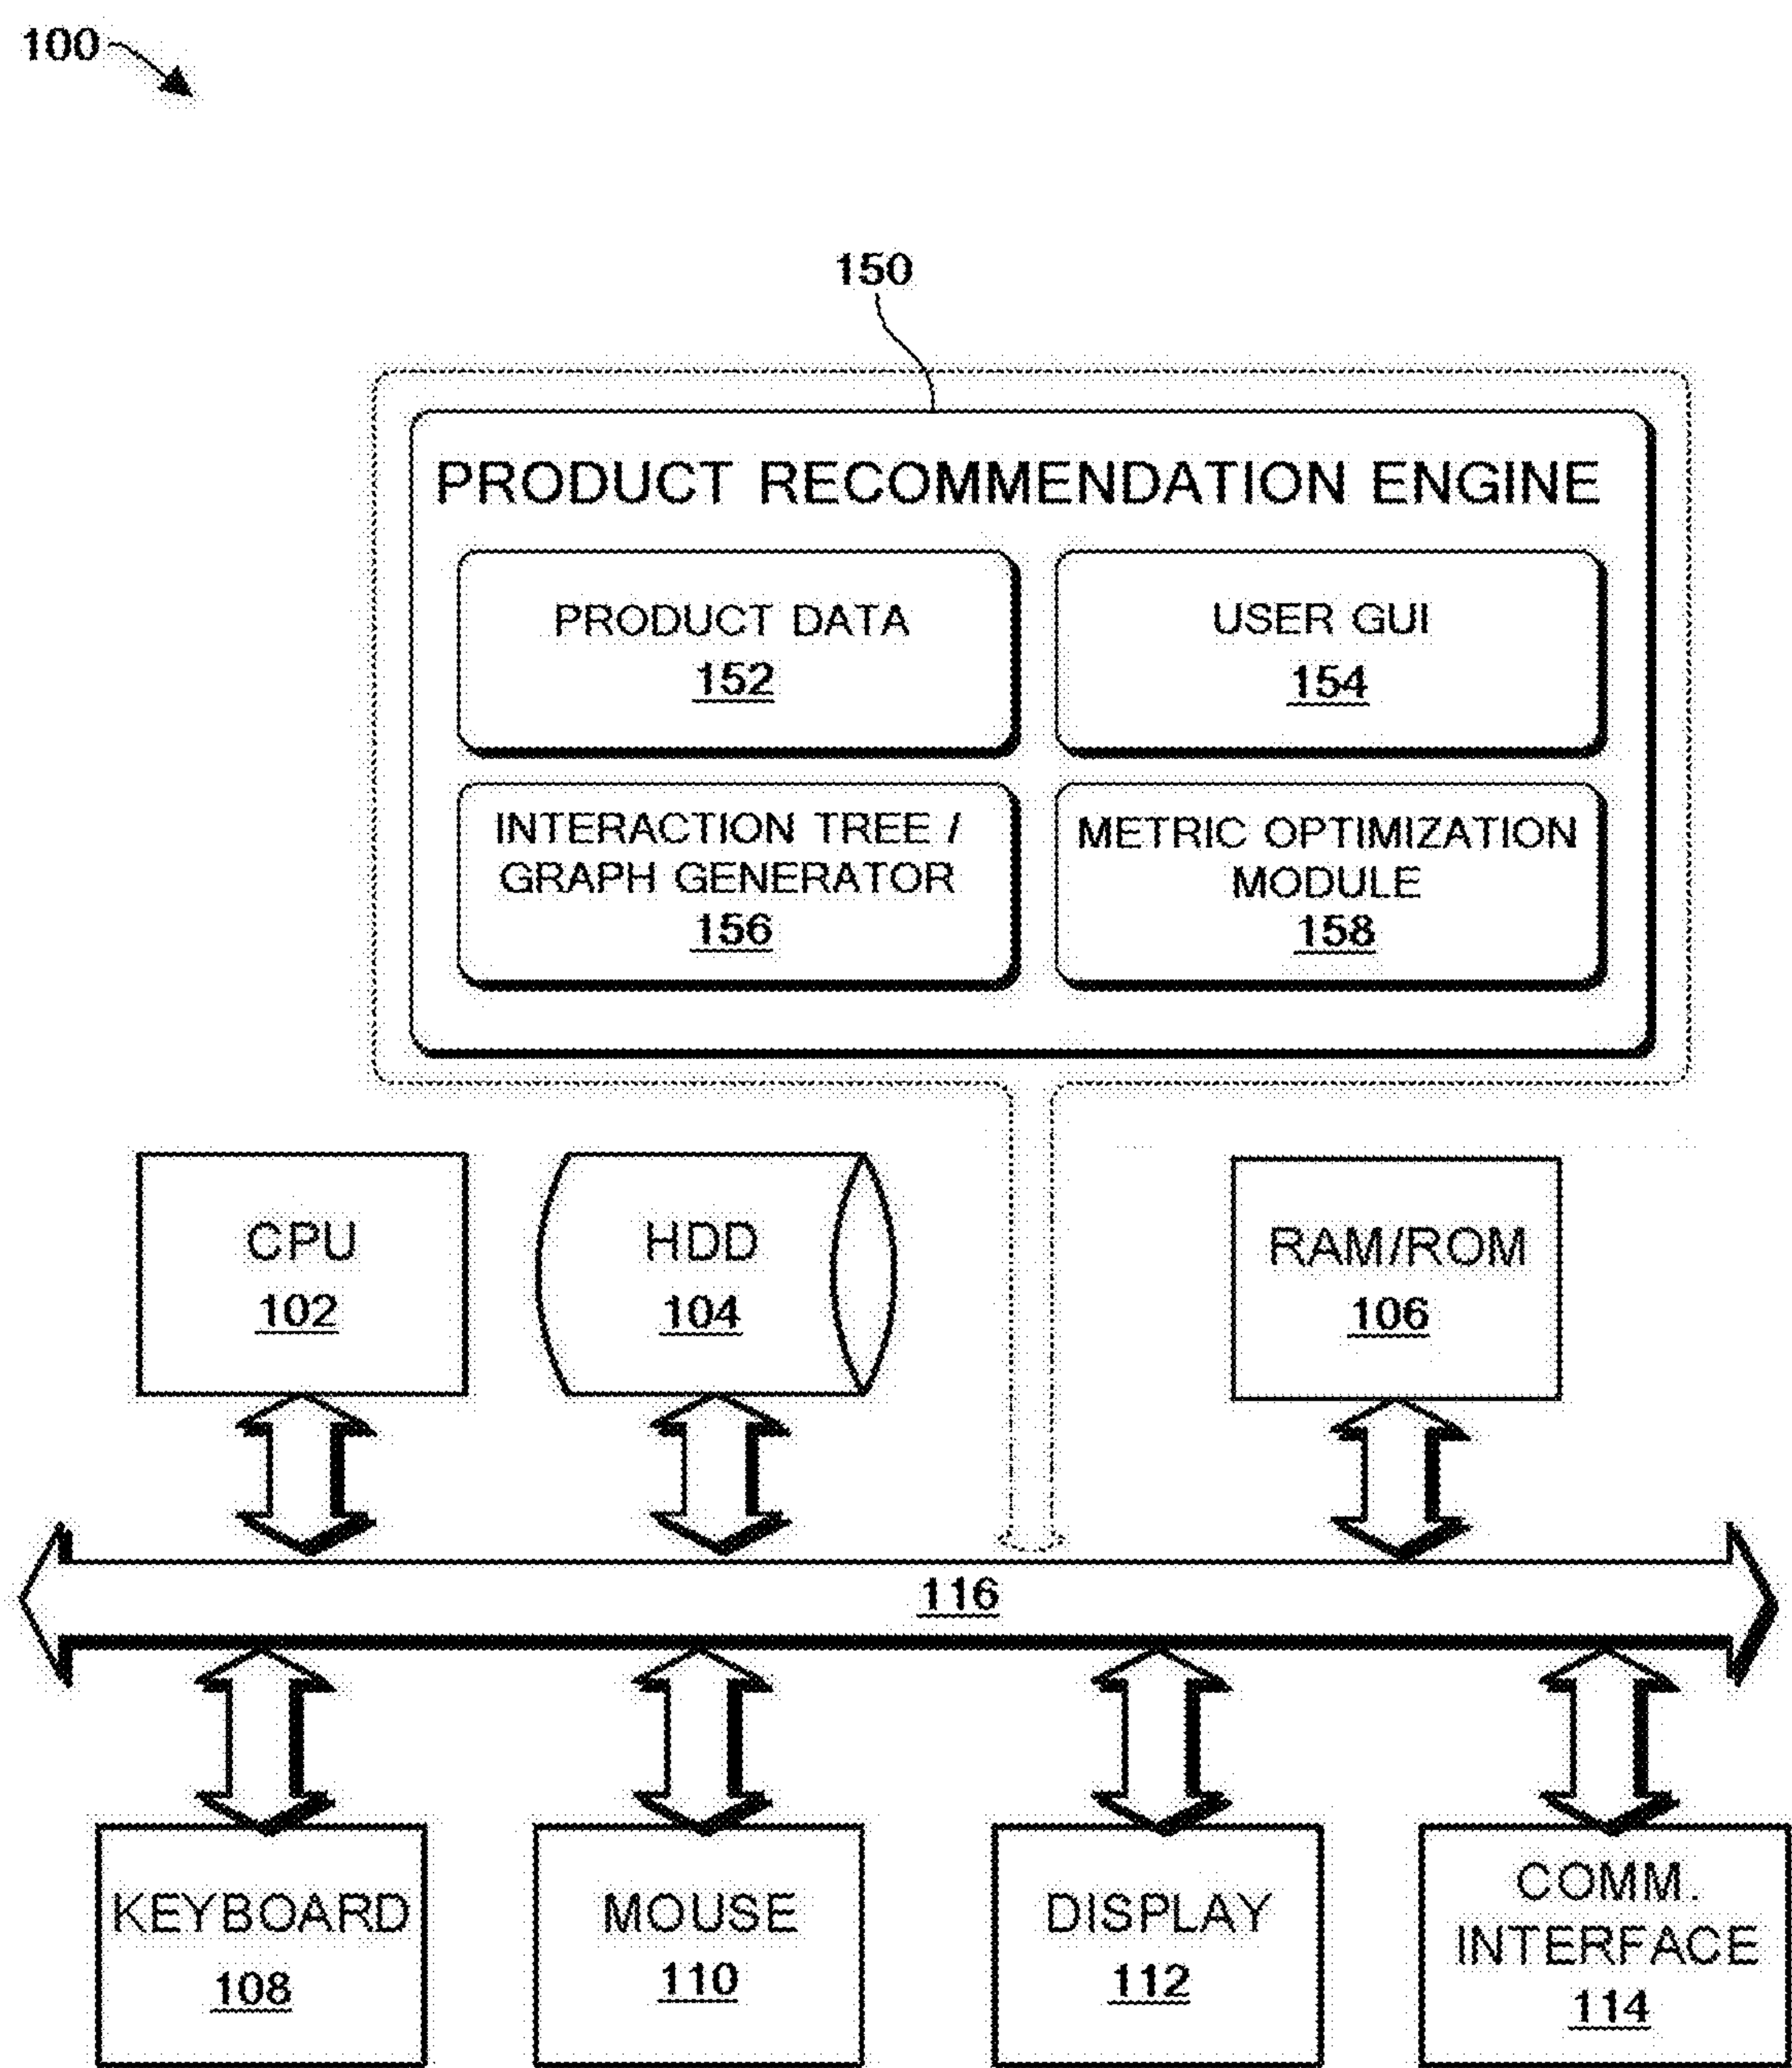 100
150
PRODUCT RECOMMENDATION ENGINE
PRODUCT DATA
152
USER GUI
154
INTERACTION TREE /
GRAPH GENERATOR
156
METRIC OPTIMIZATION
MODULE
158
CPU
102
HDD
104
RAM/ROM
106
116
KEYBOARD
108
MOUSE
110
DISPLAY
112
COMM.
INTERFACE
114